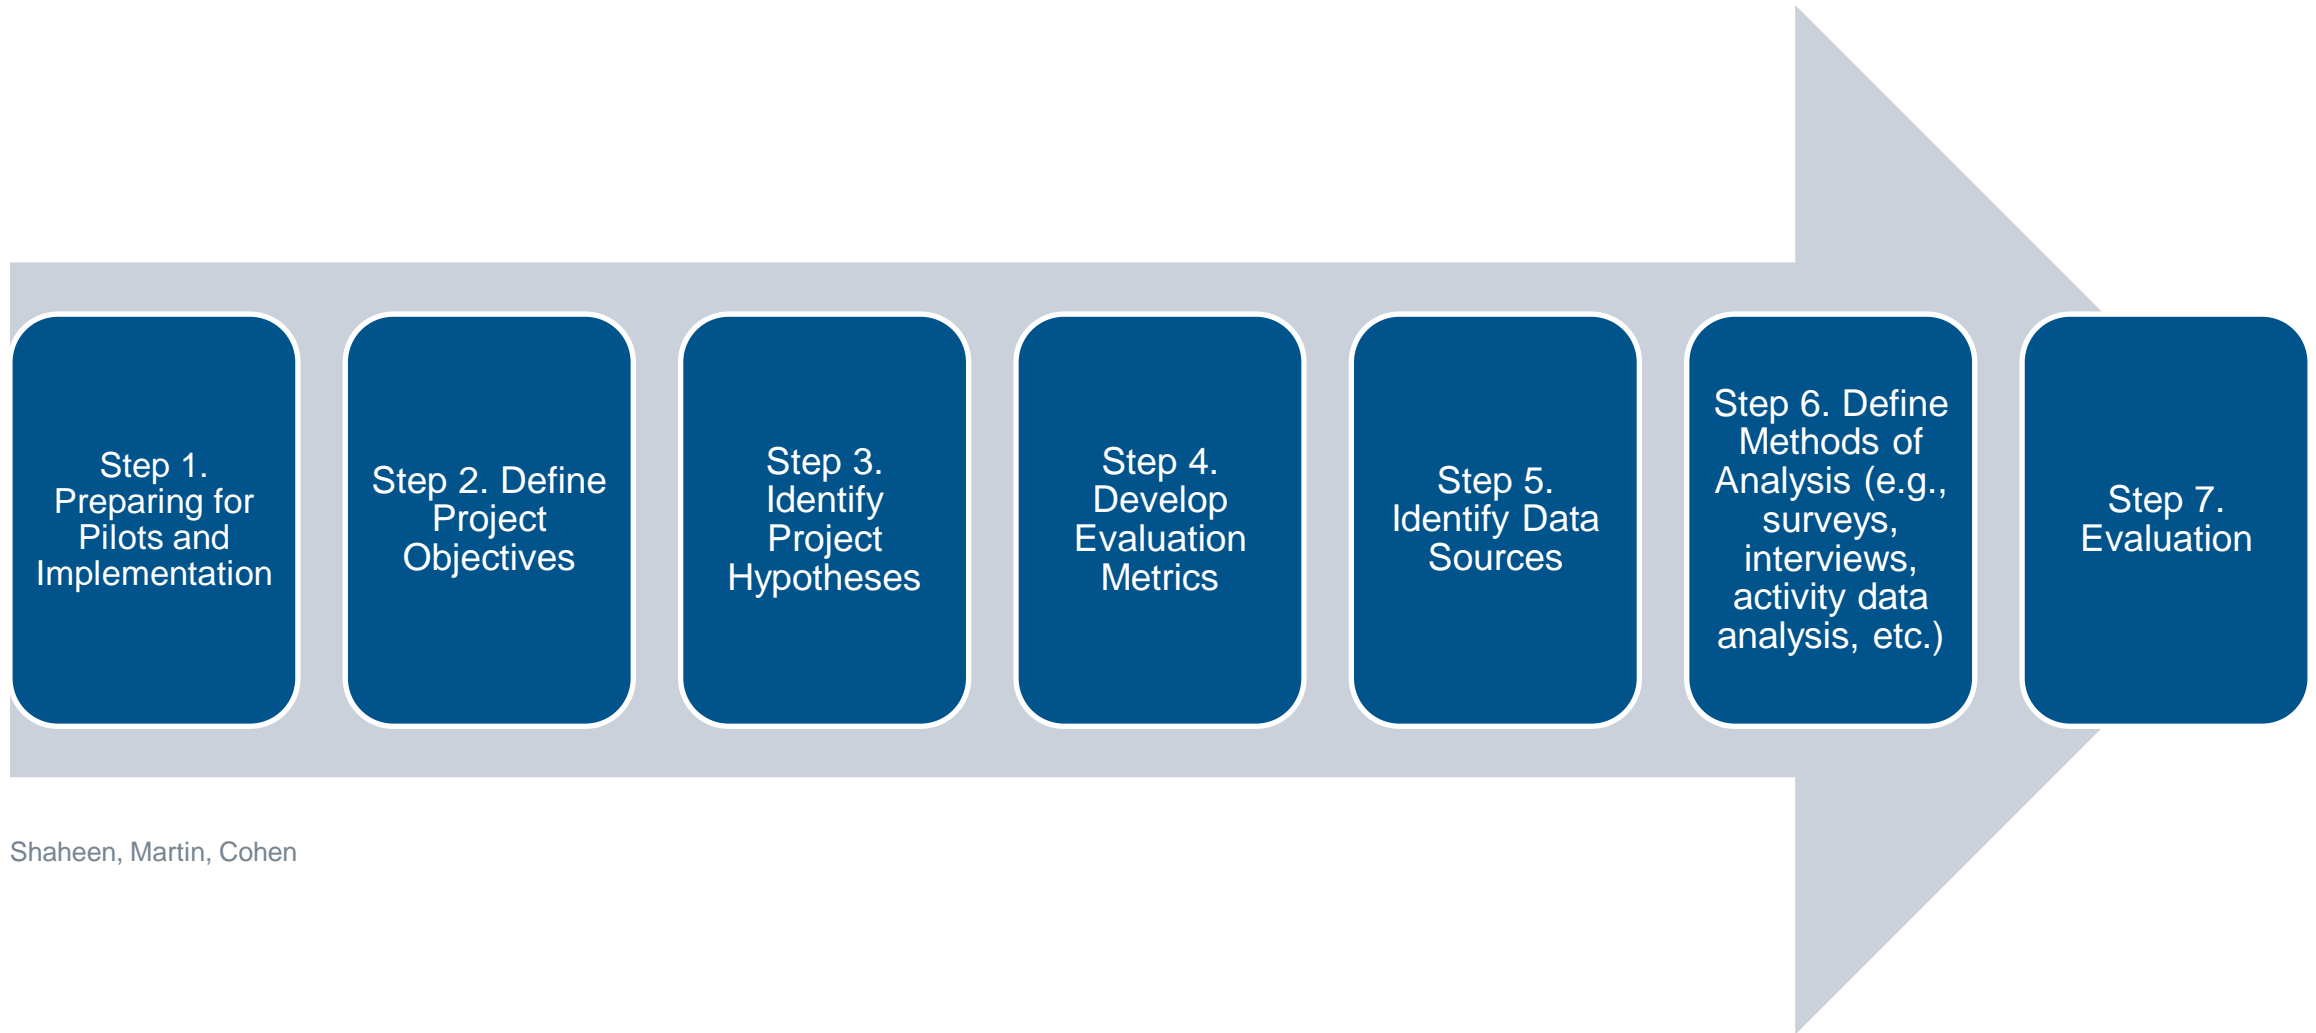 Step 1.
Preparing for
Pilots and
Implementation
Step 2. Define
Project
Objectives
Step 3.
Identify
Project
Hypotheses
Step 4.
Develop
Evaluation
Metrics
Step 5.
Identify Data
Sources
Step 6. Define
Methods of
Analysis (e.g.,
surveys,
interviews,
activity data
analysis, etc.)
Step 7.
Evaluation
Shaheen, Martin, Cohen